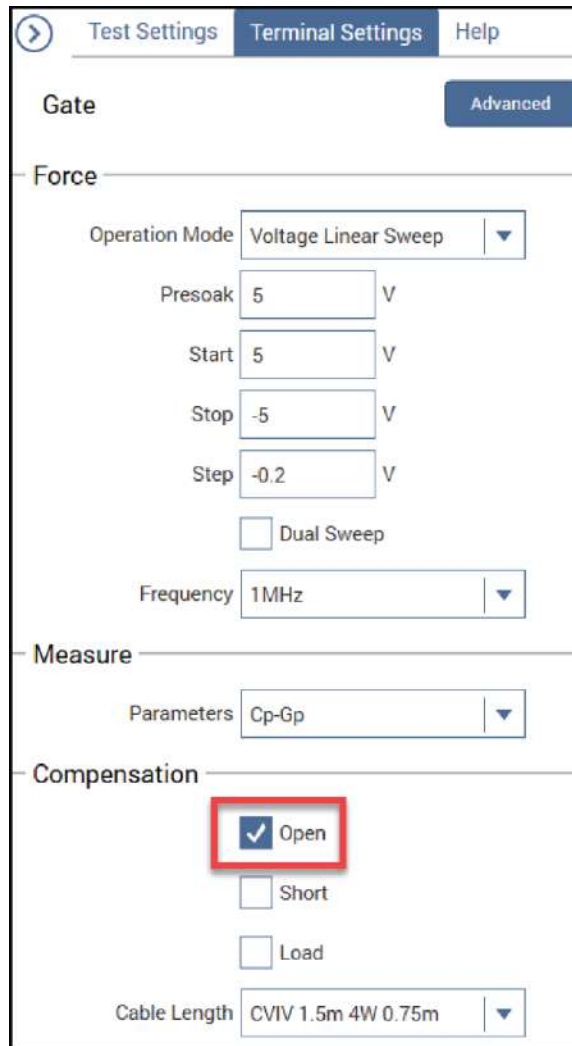 Test Settings Terminal Settings Help
Gate Advanced
Force
Operation Mode Voltage Linear Sweep
Presoak 5 V
Start 5 V
Stop -5 V
Step -0.2 V
Dual Sweep
Frequency 1MHz
Measure
Parameters Cp-Gp
Compensation
Open
Short
Load
Cable Length CVIV 1.5m 4W 0.75m